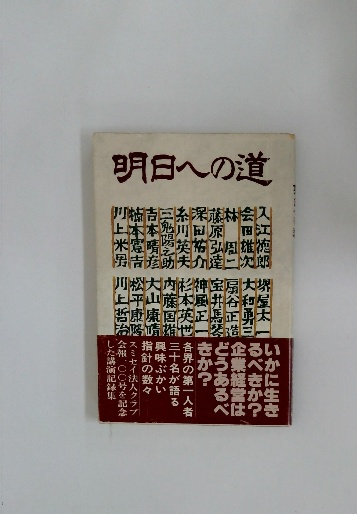 明日への道
入江徳郎
会田雄次
林周二
藤原弘達
深田祐介
糸川英夫
三鬼陽之助
吉本晴彦
楠本憲吉
川上米男
堺屋太一
大和勇三
扇谷正造
宝井馬琴
神風正一
杉本英世
内藤国雄
大山康晴
松平康隆
川上哲治
いかに生き
るべきか?
企業経営は
どうあるべ
きか?
各界の第一人者
三十名が語る
興味ぶかい
指針の数々
スミセイ法人クラブ
会報一〇〇号を記念
した講演記録集